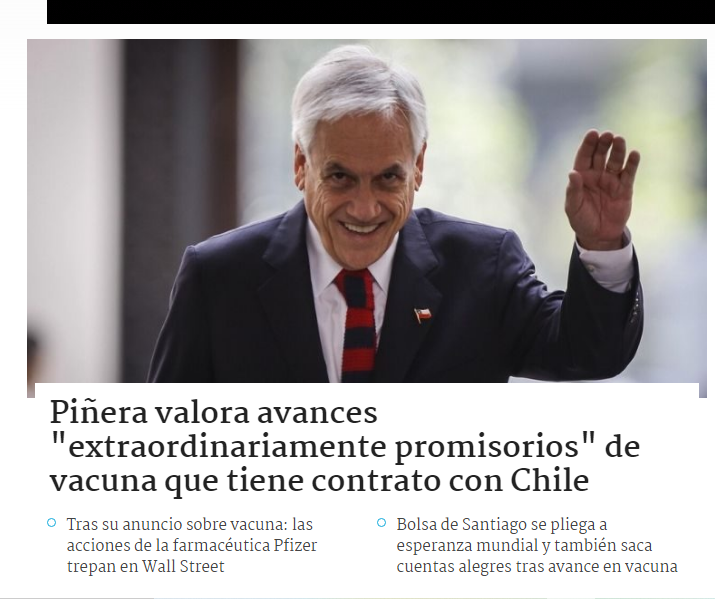 Piñera valora avances
"extraordinariamente promisorios" de
vacuna que tiene contrato con Chile
Tras su anuncio sobre vacuna: las
acciones de la farmacéutica Pfizer
trepan en Wall Street
Bolsa de Santiago se pliega a
esperanza mundial y también saca
cuentas alegres tras avance en vacuna